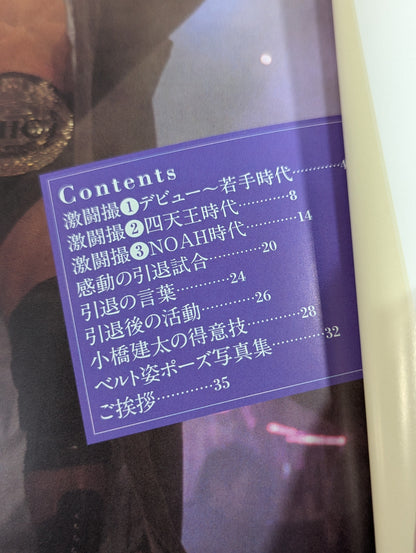 Contents
激闘撮❶デビュー～若手時代…………4
激闘撮❷四天王時代…………8
激闘撮❸NOAH時代…………14
感動の引退試合…………20
引退の言葉…………24
引退後の活動…………26
小橋建太の得意技…………28
ベルト姿ポーズ写真集…………32
ご挨拶…………35